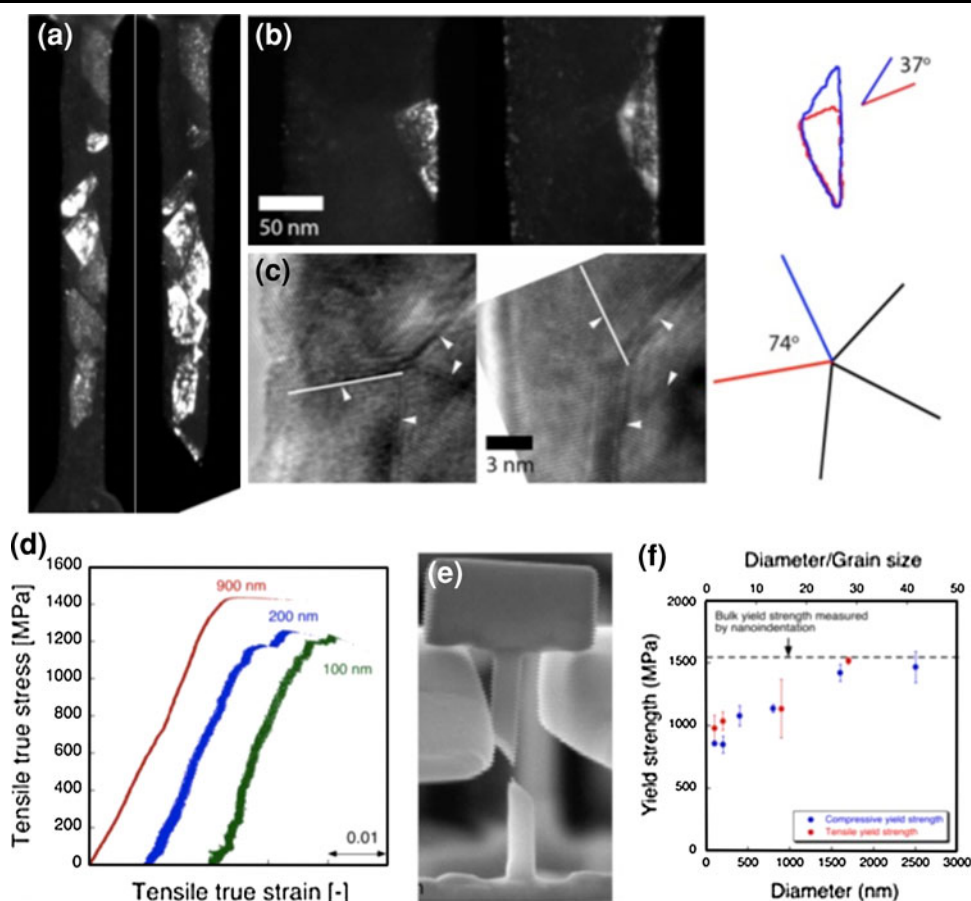 (a)
(b)
37°
50 nm
(c)
74°
3 nm
(d)
1600
1400
1200
1000
800
600
400
200
0
Tensile true stress [MPa]
900 nm
200 nm
100 nm
0.01
Tensile true strain [-]
(e)
(f)
Diameter/Grain size
0 10 20 30 40 50
2000
1500
1000
500
0
Yield strength (MPa)
Bulk yield strength measured
by nanoindentation
Compressive yield strength
Tensile yield strength
0 500 1000 1500 2000 2500 3000
Diameter (nm)